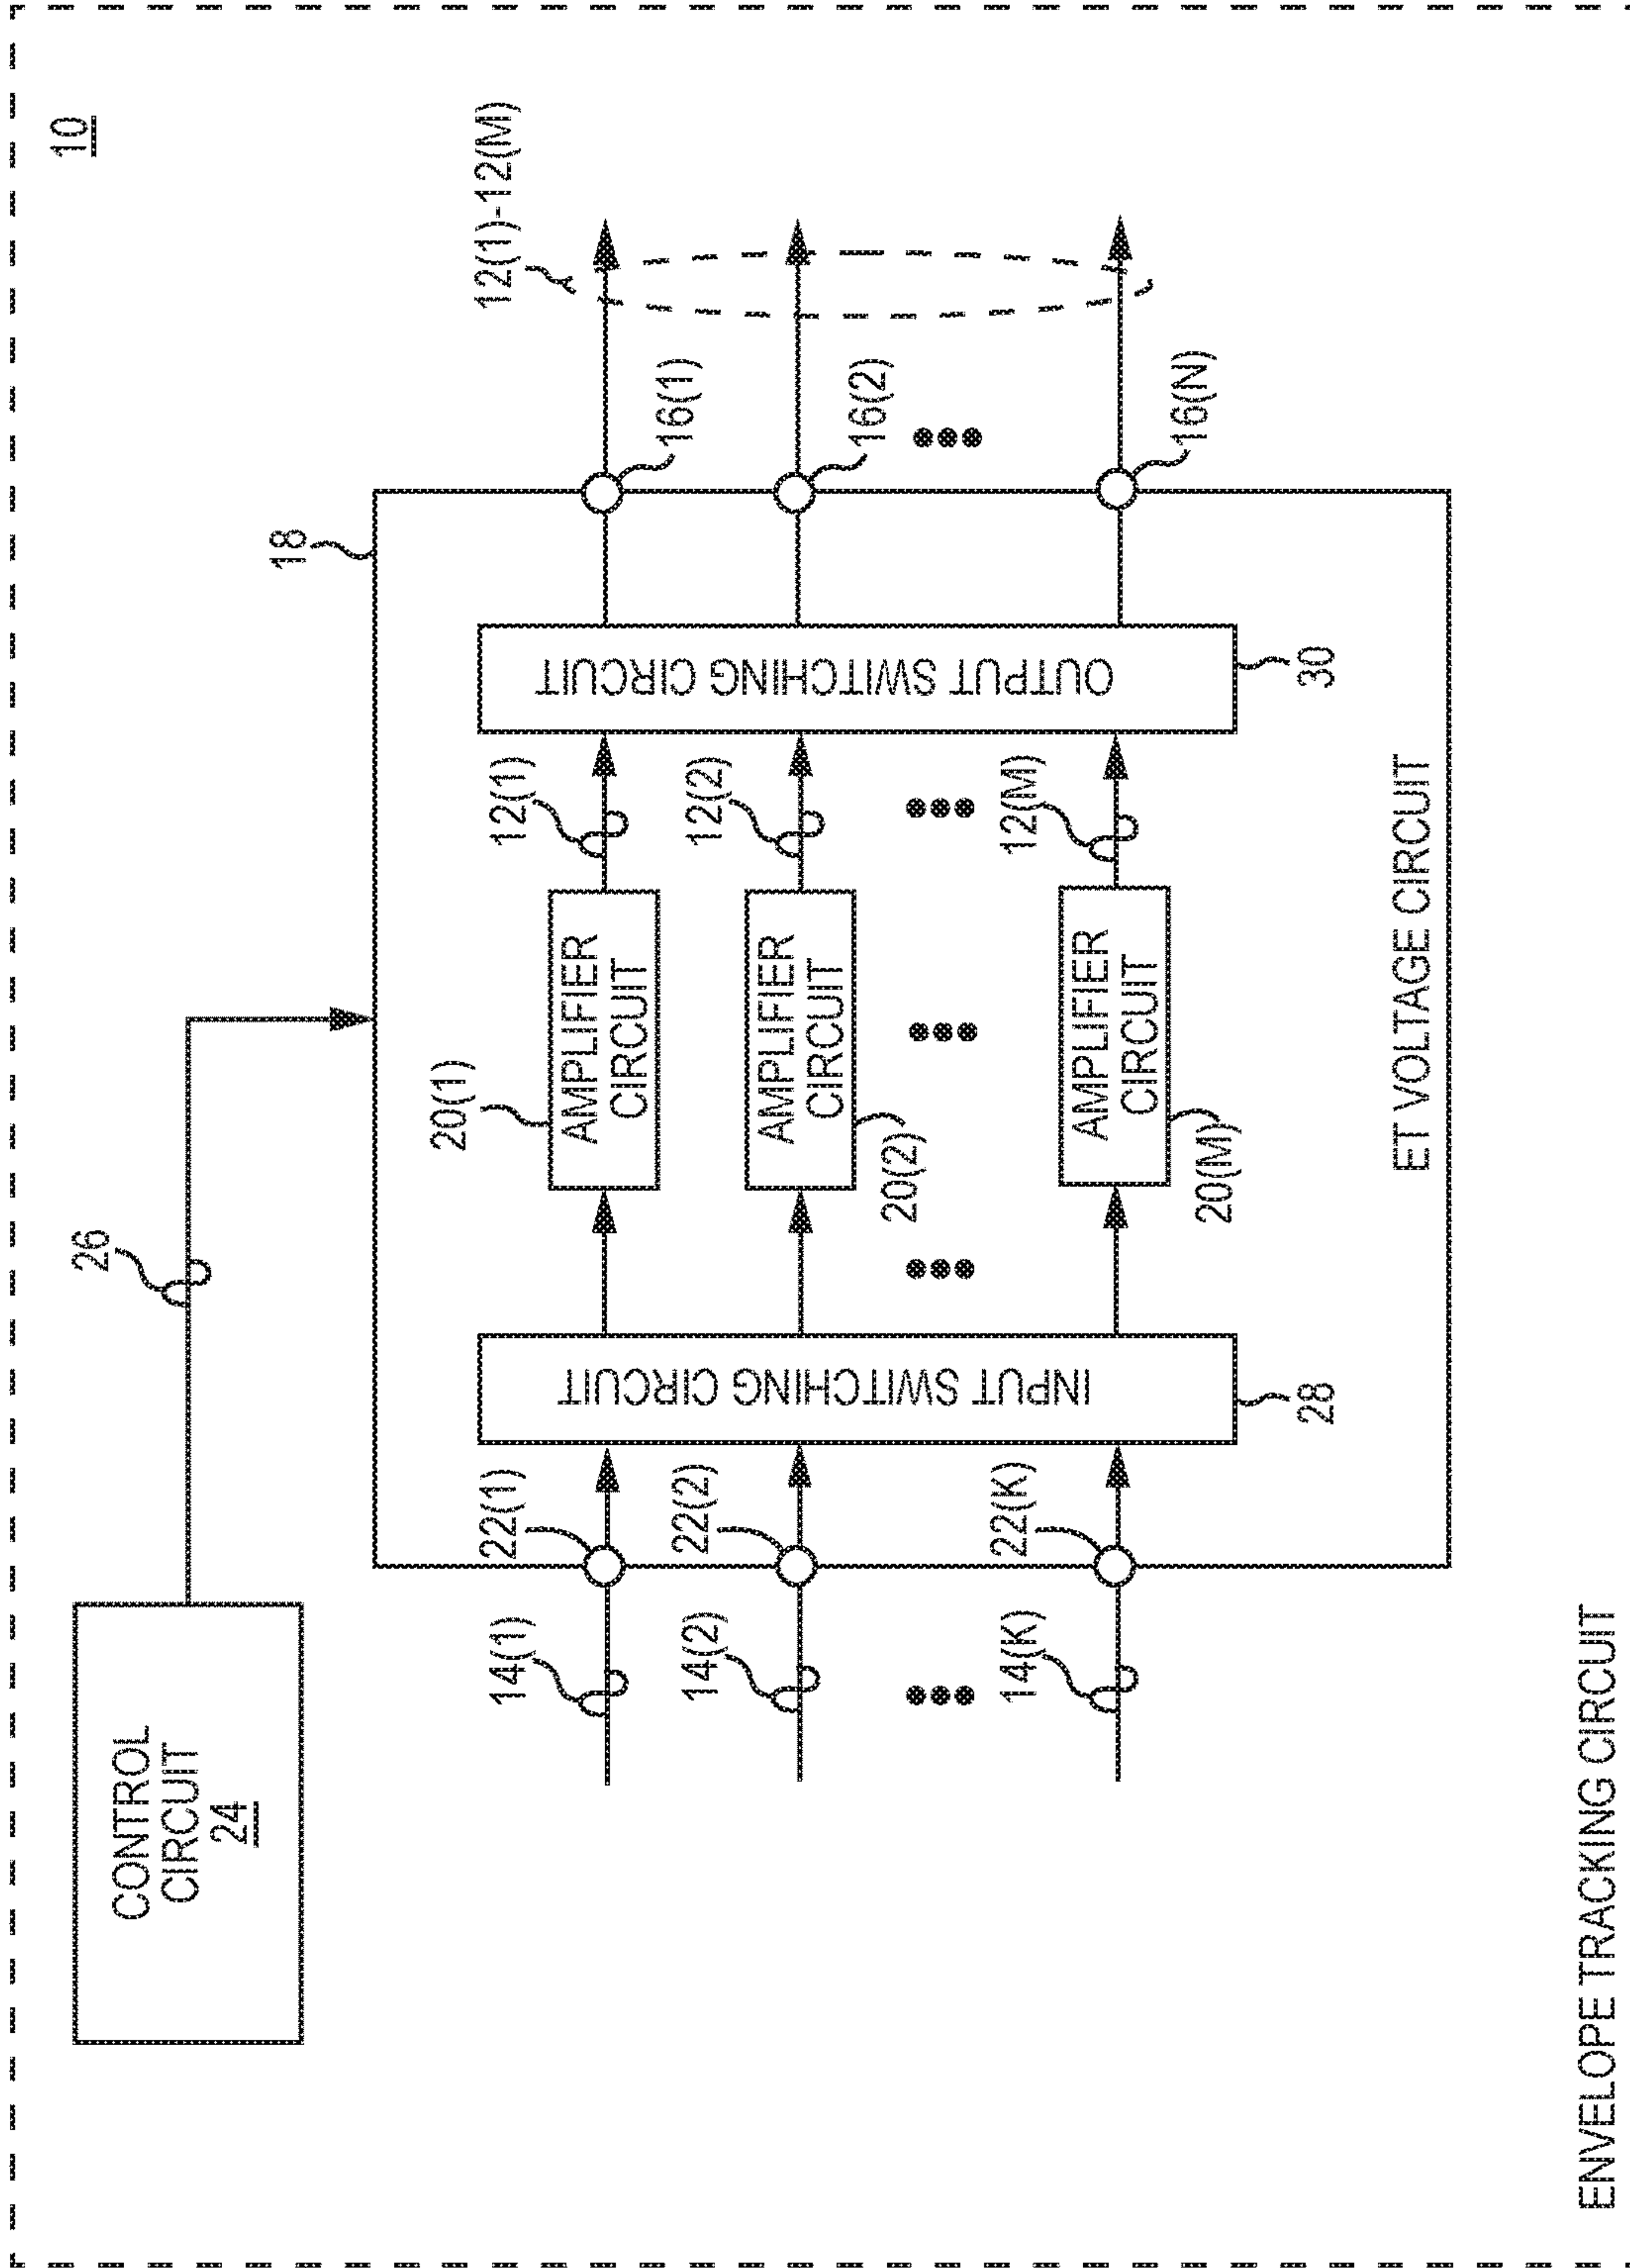 10
CONTROL
CIRCUIT
24
26
18
12(1)-12(M)
14(1)
22(1)
20(1)
AMPLIFIER
CIRCUIT
12(1)
16(1)
14(2)
22(2)
AMPLIFIER
CIRCUIT
20(2)
12(2)
16(2)
14(K)
22(K)
AMPLIFIER
CIRCUIT
20(M)
12(M)
16(N)
INPUT SWITCHING CIRCUIT
28
OUTPUT SWITCHING CIRCUIT
30
ET VOLTAGE CIRCUIT
ENVELOPE TRACKING CIRCUIT